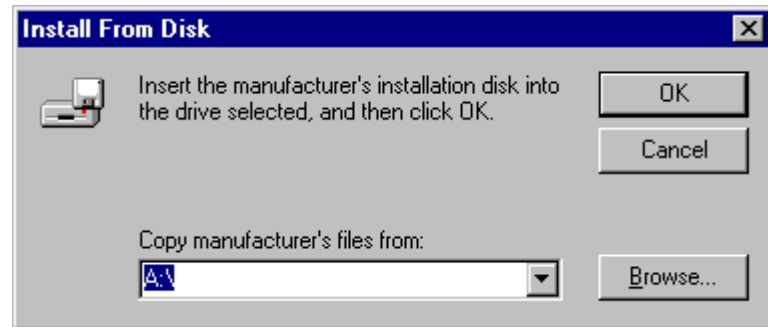 Install From Disk
Insert the manufacturer's installation disk into
the drive selected, and then click OK.
OK
Cancel
Copy manufacturer's files from:
A:\
Browse...